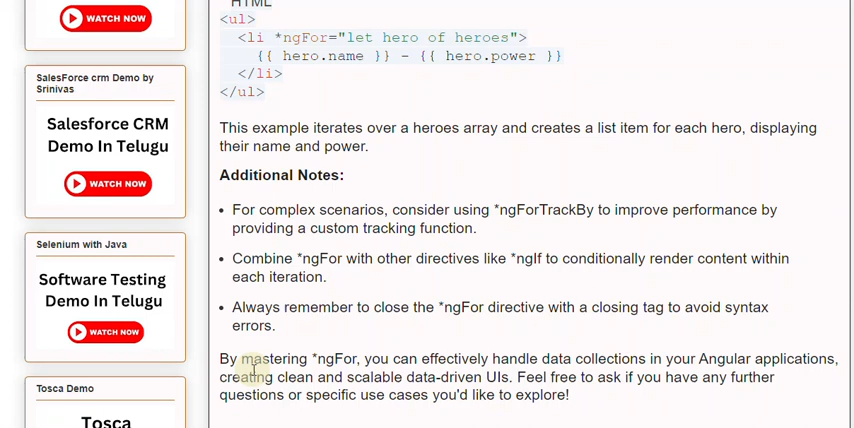 WATCH NOW
SalesForce crm Demo by
Srinivas
Salesforce CRM
Demo In Telugu
WATCH NOW
Selenium with Java
Software Testing
Demo In Telugu
WATCH NOW
Tosca Demo
Tosca
HTML
<ul>
<li *ngFor="let hero of heroes">
{{ hero.name }} - {{ hero.power }}
</li>
</ul>
This example iterates over a heroes array and creates a list item for each hero, displaying
their name and power.
Additional Notes:
• For complex scenarios, consider using *ngForTrackBy to improve performance by
providing a custom tracking function.
• Combine *ngFor with other directives like *ngIf to conditionally render content within
each iteration.
• Always remember to close the *ngFor directive with a closing tag to avoid syntax
errors.
By mastering *ngFor, you can effectively handle data collections in your Angular applications,
creating clean and scalable data-driven UIs. Feel free to ask if you have any further
questions or specific use cases you'd like to explore!